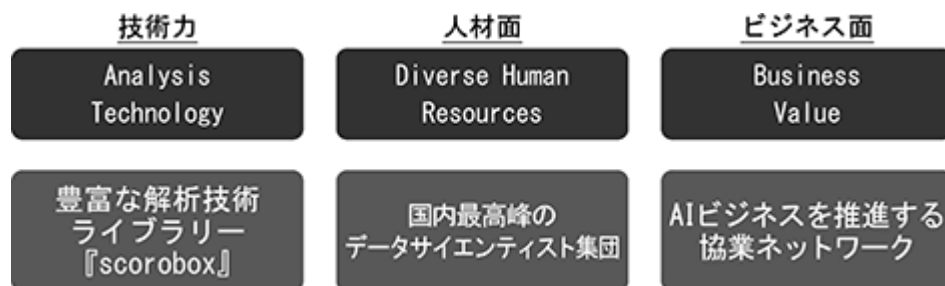 技術力
Analysis
Technology
豊富な解析技術
ライブラリー
『scorobox』
人材面
Diverse Human
Resources
国内最高峰の
データサイエンティスト集団
ビジネス面
Business
Value
AIビジネスを推進する
協業ネットワーク